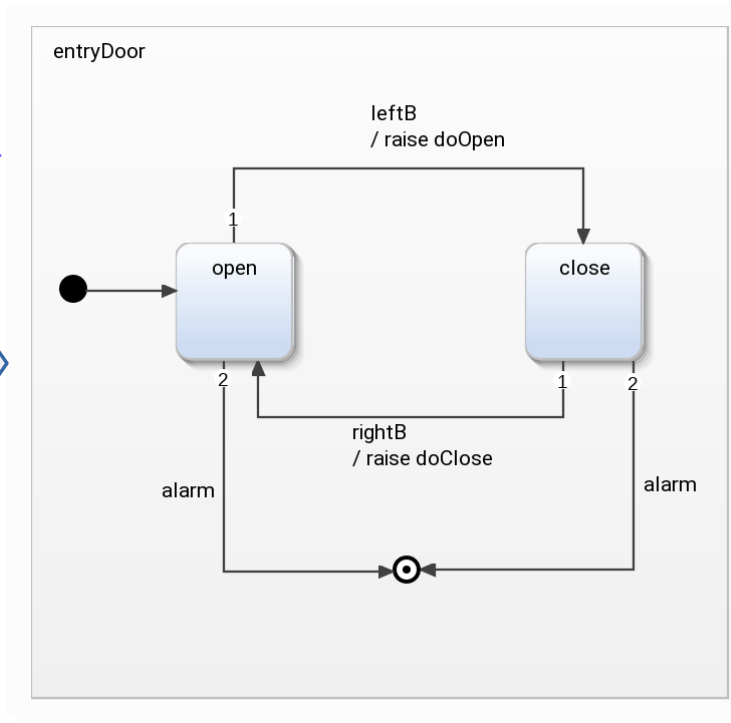 entryDoor
leftB
/ raise doOpen
1
open
close
2
1
2
rightB
/ raise doClose
alarm
alarm